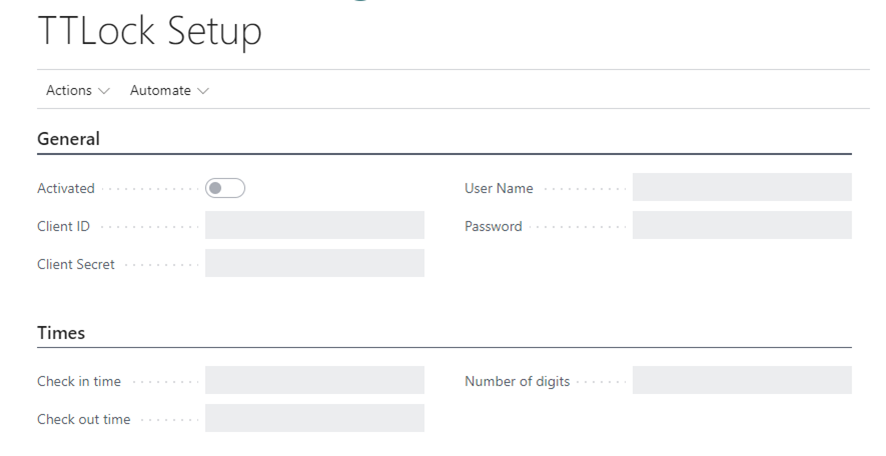 TTLock Setup
Actions Automate
General
Activated User Name
Client ID Password
Client Secret
Times
Check in time Number of digits
Check out time